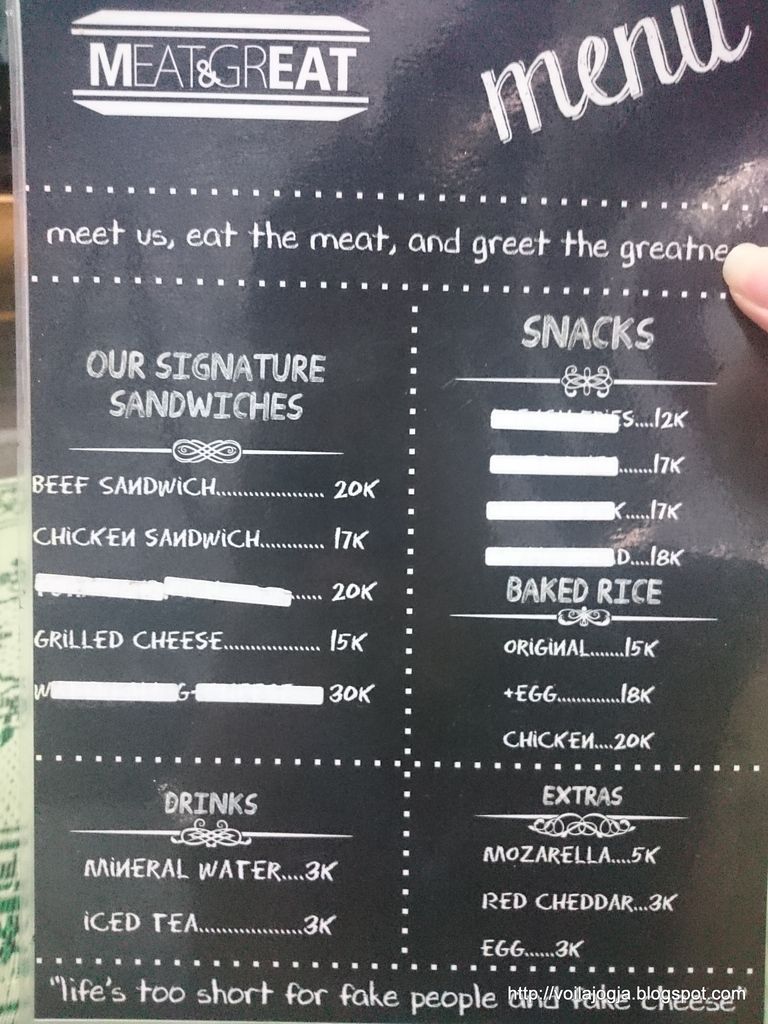 MEAT&GREAT
menu
meet us, eat the meat, and greet the greatne
OUR SIGNATURE
SANDWICHES
BEEF SANDWICH..................... 20K
CHICKEN SANDWICH............ 17K
..... 20K
GRILLED CHEESE.................. 15K
30K
SNACKS
S....12K
.......17K
K.....17K
D....18K
BAKED RICE
ORIGINAL.......15K
+EGG.............18K
CHICKEN....20K
DRINKS
MINERAL WATER....3K
ICED TEA...................3K
EXTRAS
MOZARELLA....5K
RED CHEDDAR...3K
EGG......3K
"life's too short for fake people and fake cheese"
http://voilajogja.blogspot.com